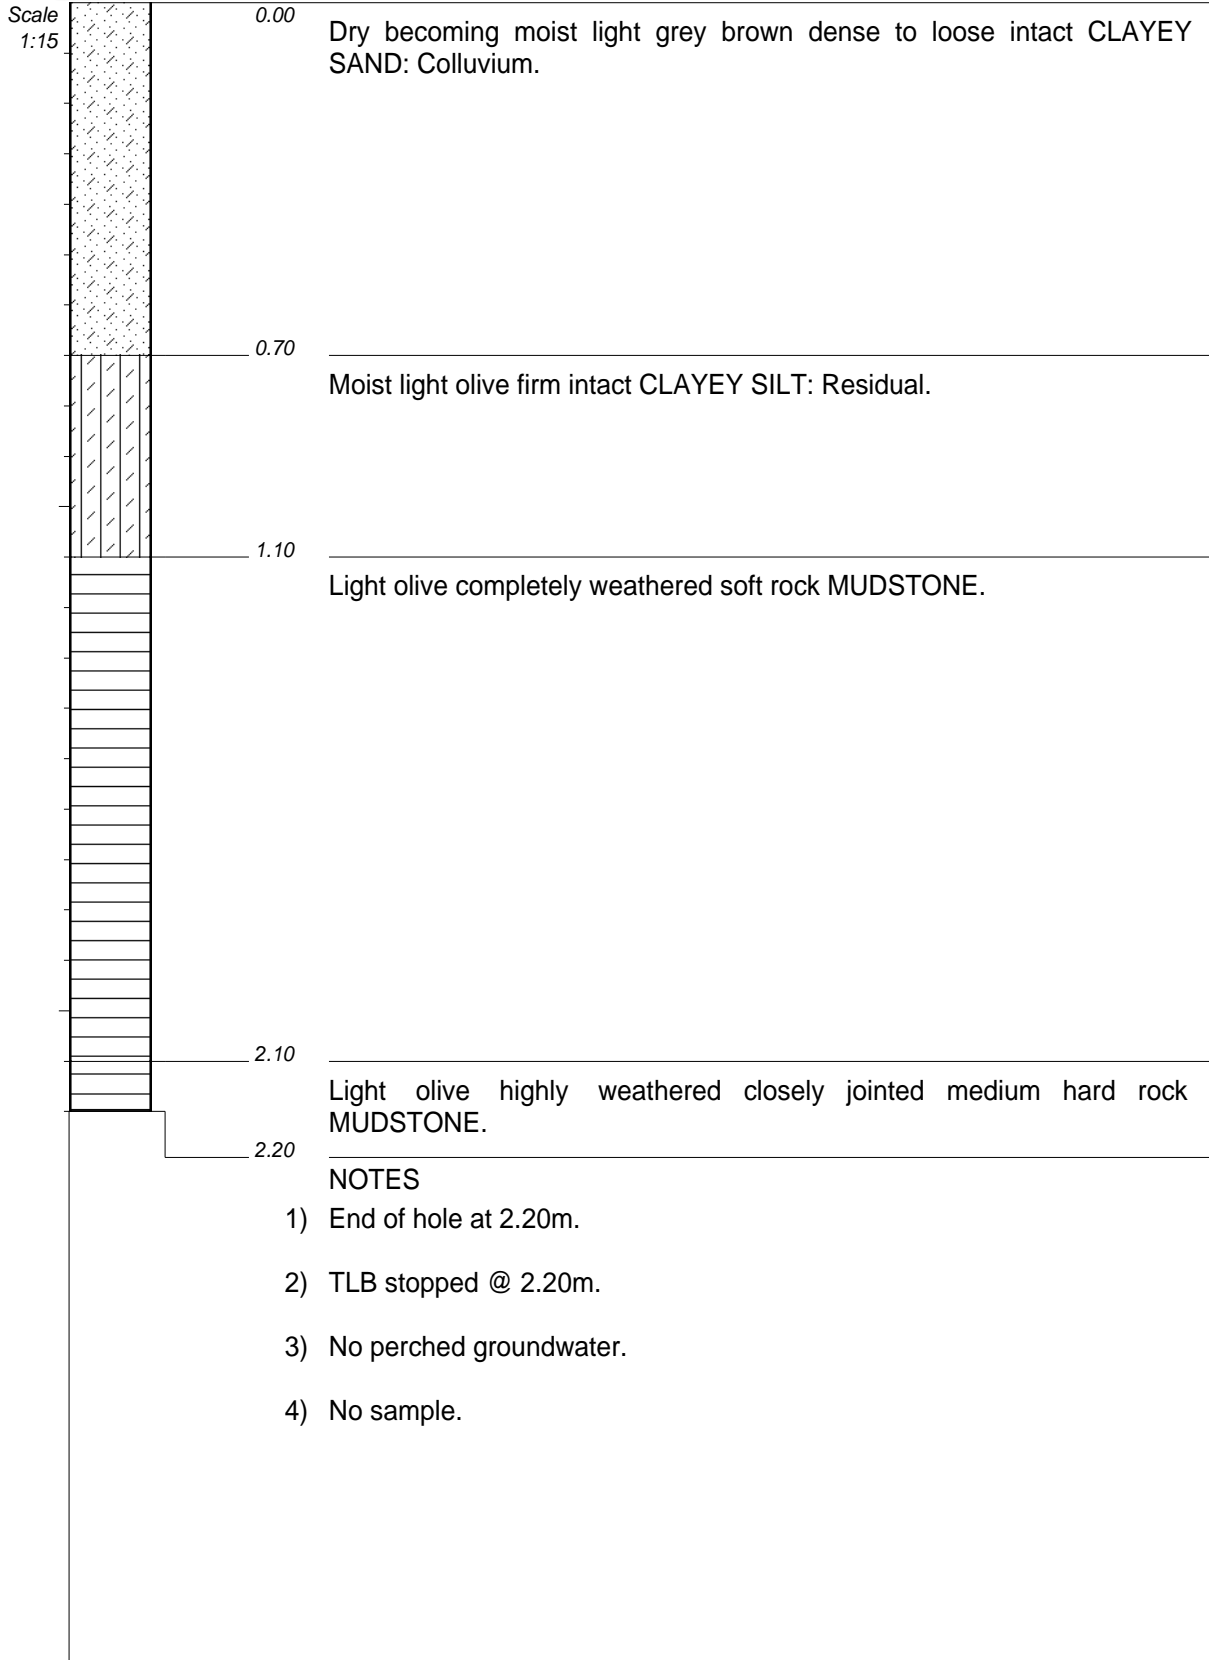 Scale
1:15
0.00
Dry becoming moist light grey brown dense to loose intact CLAYEY
SAND: Colluvium.
0.70
Moist light olive firm intact CLAYEY SILT: Residual.
1.10
Light olive completely weathered soft rock MUDSTONE.
2.10
Light olive highly weathered closely jointed medium hard rock
MUDSTONE.
2.20
NOTES
1) End of hole at 2.20m.
2) TLB stopped @ 2.20m.
3) No perched groundwater.
4) No sample.